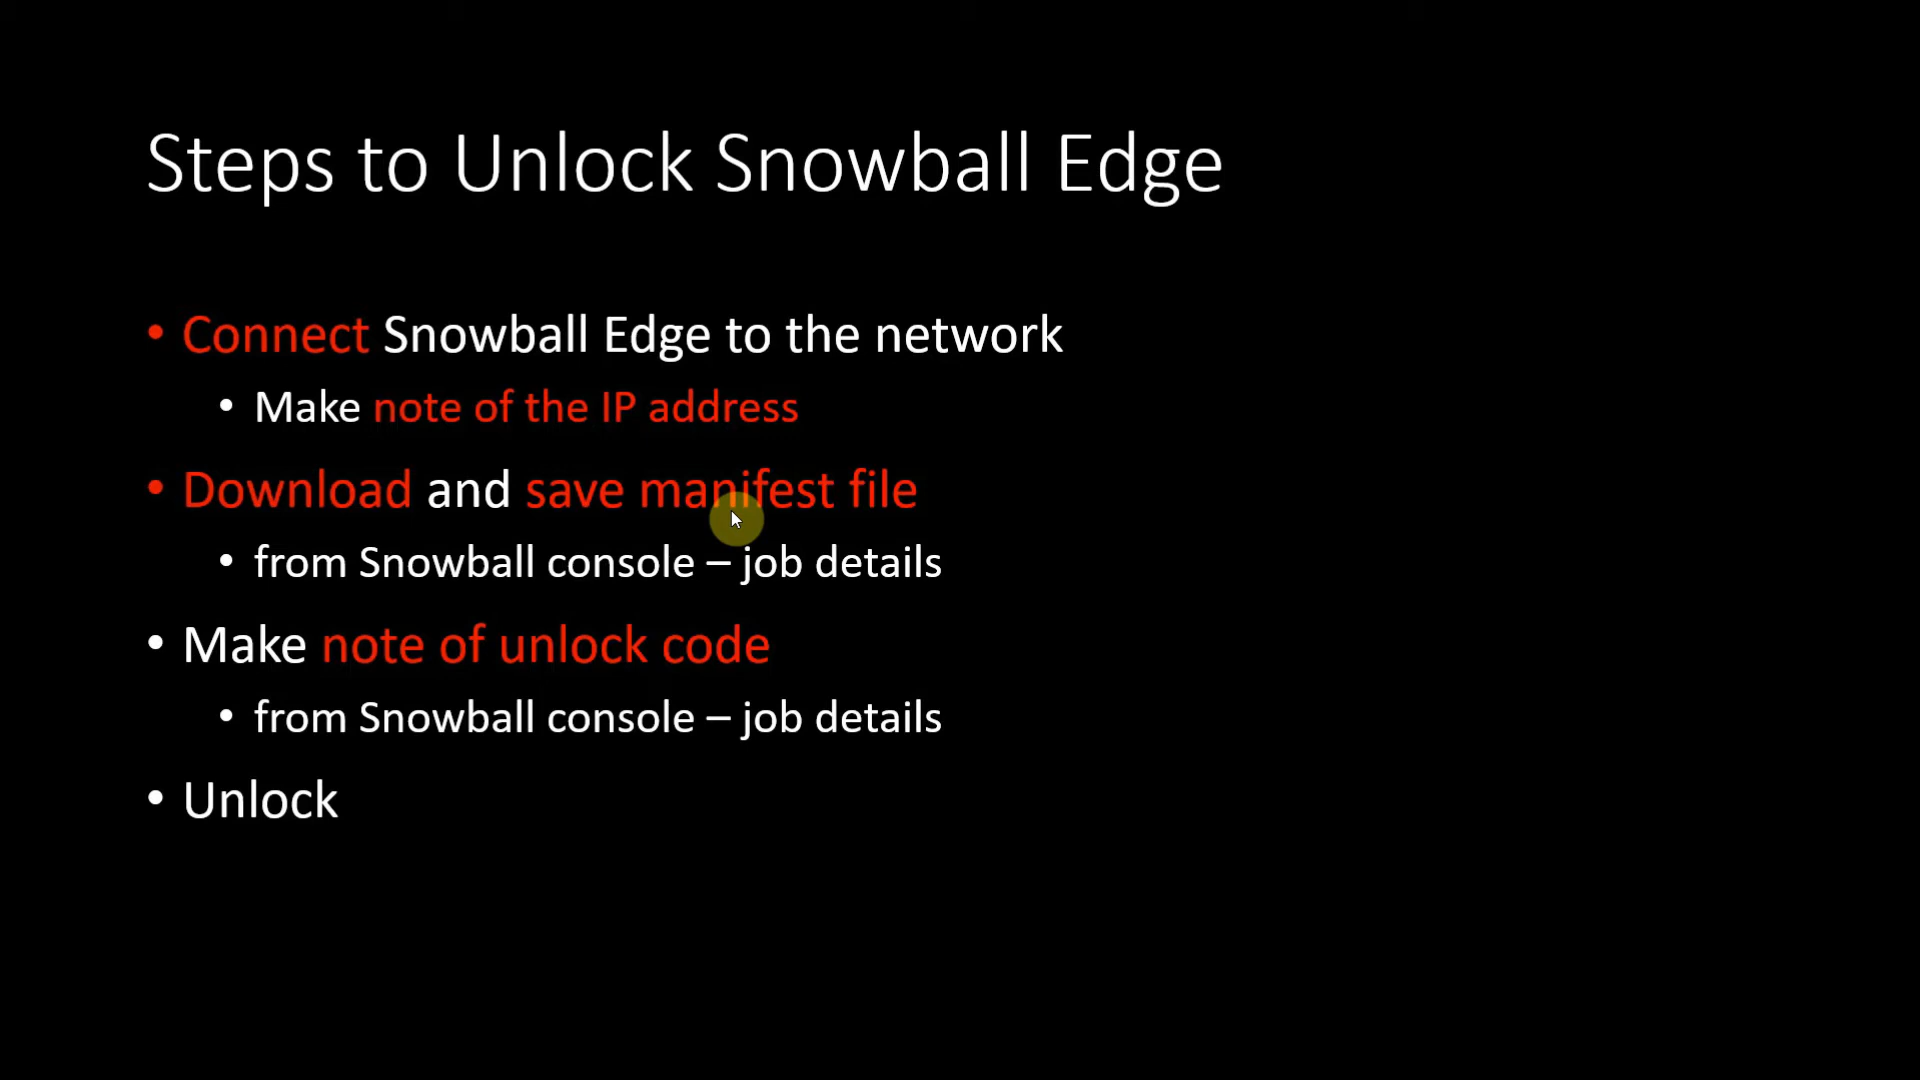 Steps to Unlock Snowball Edge
• Connect Snowball Edge to the network
• Make note of the IP address
• Download and save manifest file
• from Snowball console – job details
• Make note of unlock code
• from Snowball console – job details
• Unlock